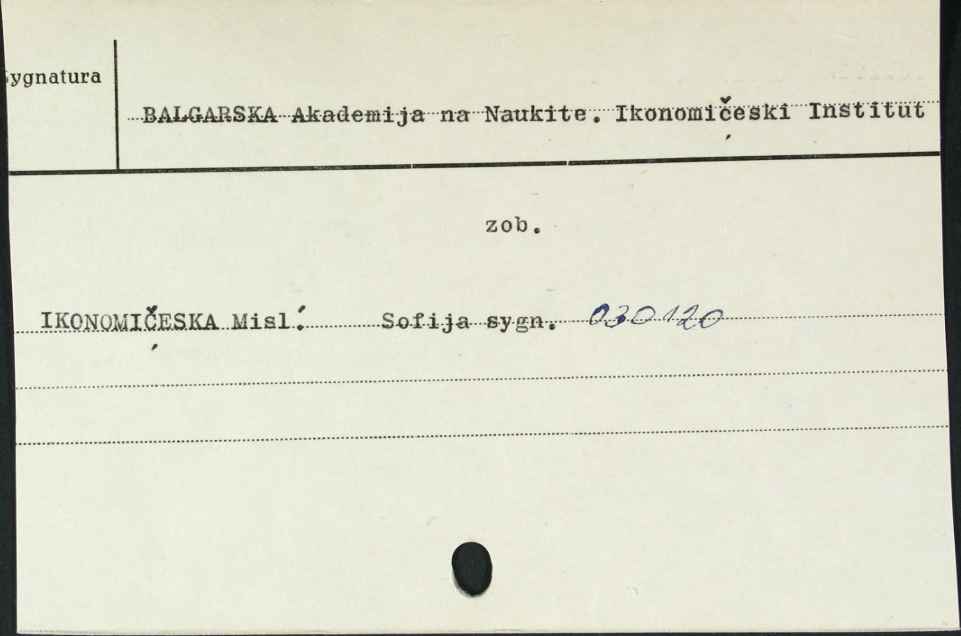 Sygnatura
BALGARSKA Akademija na Naukite. Ikonomičeski Institut
zob.
IKONOMIČESKA Misl. Sofija sygn. 030120